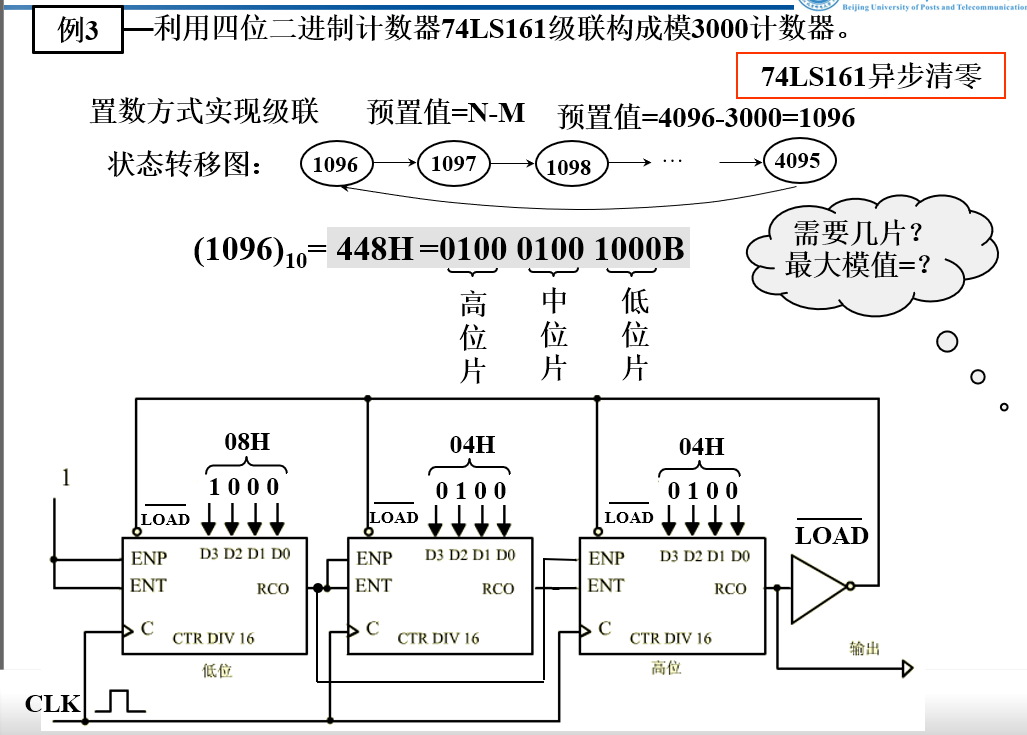 Beijing University of Posts and Telecommunication
例3
利用四位二进制计数器74LS161级联构成模3000计数器。
74LS161异步清零
置数方式实现级联 预置值=N-M 预置值=4096-3000=1096
状态转移图：
1096 1097 1098 ··· 4095
(1096)10= 448H =0100 0100 1000B
需要几片？
最大模值=？
高位片 中位片 低位片
08H 04H 04H
1 1 0 0 0 0 1 0 0 0 1 0 0
LOAD LOAD LOAD LOAD
ENP D3 D2 D1 D0 ENP D3 D2 D1 D0 ENP D3 D2 D1 D0
ENT RCO ENT RCO ENT RCO
C CTR DIV 16 C CTR DIV 16 C CTR DIV 16
输出
低位 高位
CLK